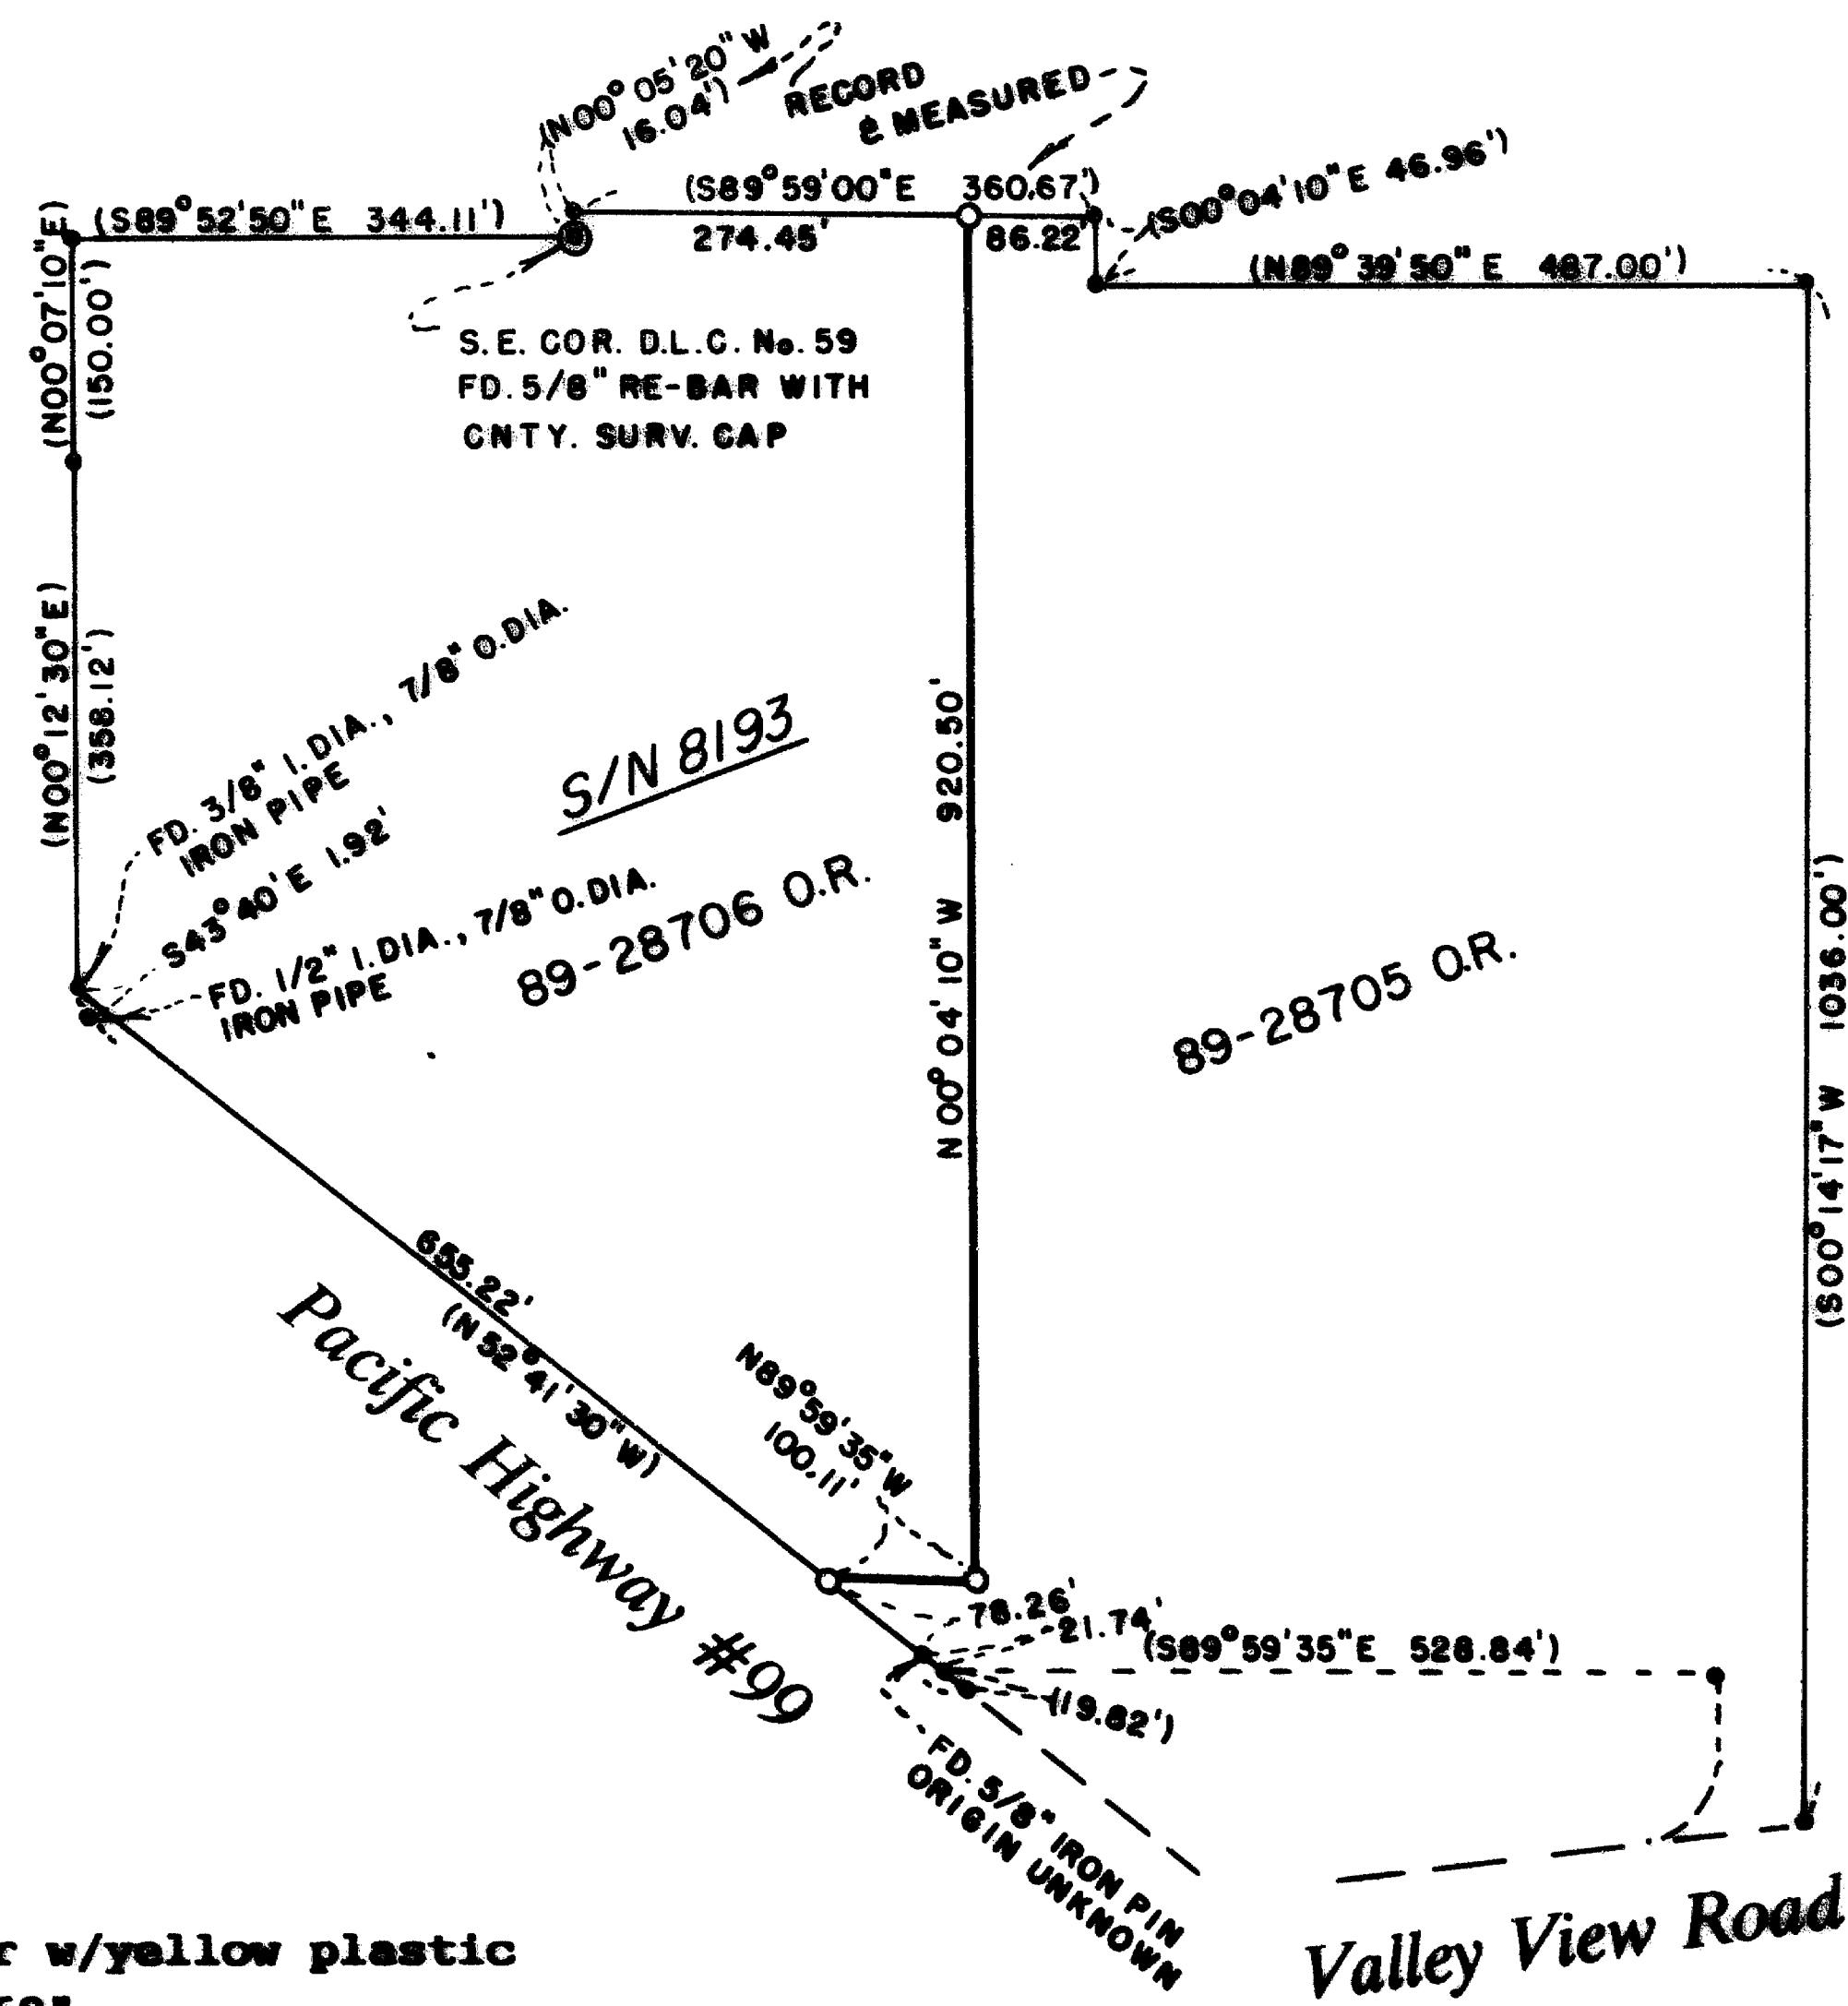 (N00°05'20"W
16.04')
RECORD
& MEASURED
(S89°52'50"E 344.11')
(S89°59'00"E 360.67')
274.45'
86.22'
(S00°04'10"E 46.96')
(N89°39'50"E 487.00')
(N00°07'10"E)
(150.00')
S.E. COR. D.L.C. No. 59
FD. 5/8" RE-BAR WITH
CNTY. SURV. CAP
(N00°12'30"E)
(358.12')
FD. 3/8" I. DIA., 7/8" O. DIA.
IRON PIPE
S43°40'E 1.92'
FD. 1/2" I. DIA., 7/8" O. DIA.
IRON PIPE
S/N 8193
89-28706 O.R.
N00°04'10"W 920.50'
89-28705 O.R.
(S00°14'17"W 1036.00')
655.22'
(N52°41'30"W)
Pacific Highway #99
N89°59'35"W
100.11'
78.26'
21.74'
(S89°59'35"E 528.84')
(19.82')
FD. 5/8" IRON PIN
ORIGIN UNKNOWN
Valley View Road
r w/yellow plastic